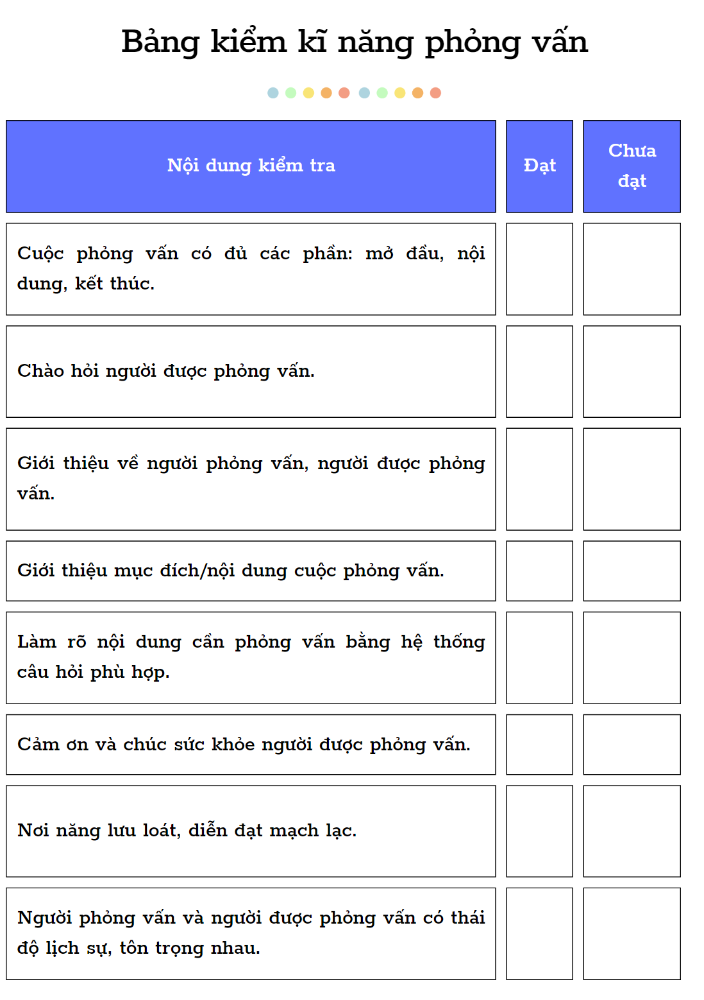 Bảng kiểm kĩ năng phỏng vấn
Nội dung kiểm tra
Đạt
Chưa
đạt
Cuộc phỏng vấn có đủ các phần: mở đầu, nội
dung, kết thúc.
Chào hỏi người được phỏng vấn.
Giới thiệu về người phỏng vấn, người được phỏng
vấn.
Giới thiệu mục đích/nội dung cuộc phỏng vấn.
Làm rõ nội dung cần phỏng vấn bằng hệ thống
câu hỏi phù hợp.
Cảm ơn và chúc sức khỏe người được phỏng vấn.
Nơi năng lưu loát, diễn đạt mạch lạc.
Người phỏng vấn và người được phỏng vấn có thái
độ lịch sự, tôn trọng nhau.